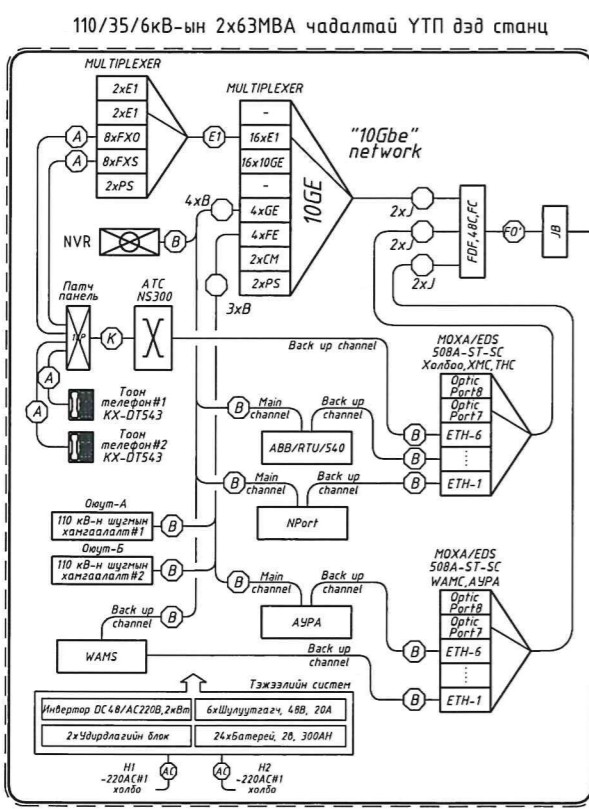 110/35/6кВ-ын 2х63МВА чадалтай УТП дэд станц
MULTIPLEXER
2xE1
2xE1
8xFXO
8xFXS
2xPS
A
A
E1
MULTIPLEXER
-
16xE1
16x10GE
-
4xGE
4xFE
2xCM
2xPS
10GE
"10Gbe"
network
4xB
3xB
NVR
B
2xJ
2xJ
2xJ
FDF,48C,FC
FO'
JB
Патч
панель
K
АТС
NS300
A
A
Тоон
телефон#1
KX-DT543
Тоон
телефон#2
KX-DT543
Back up channel
MOXA/EDS
508A-ST-SC
Холбоо,ХМС,ТНС
Optic
Port8
Optic
Port7
ETH-6
⋮
ETH-1
B
B
B
B
Main
channel
B
Back up
channel
ABB/RTU/540
B
Main
channel
Back up
channel
NPort
Оюут-А
110 кВ-н шугмын
хамгаалалт#1
B
Оюут-Б
110 кВ-н шугмын
хамгаалалт#2
B
B
Main
channel
Back up
channel
АУРА
Back up
channel
B
WAMS
Back up
channel
MOXA/EDS
508A-ST-SC
WAMC,АУРА
Optic
Port8
Optic
Port7
ETH-6
⋮
ETH-1
B
B
Тэжээлийн систем
Инвертор DC48/AC220В,2кВт
6хШулуутгагч, 48В, 20А
2хУдирдлагийн блок
24хБатерей, 2В, 300АН
Н1
~220АС#1
холбо
AC
Н2
~220АС#1
холбо
AC